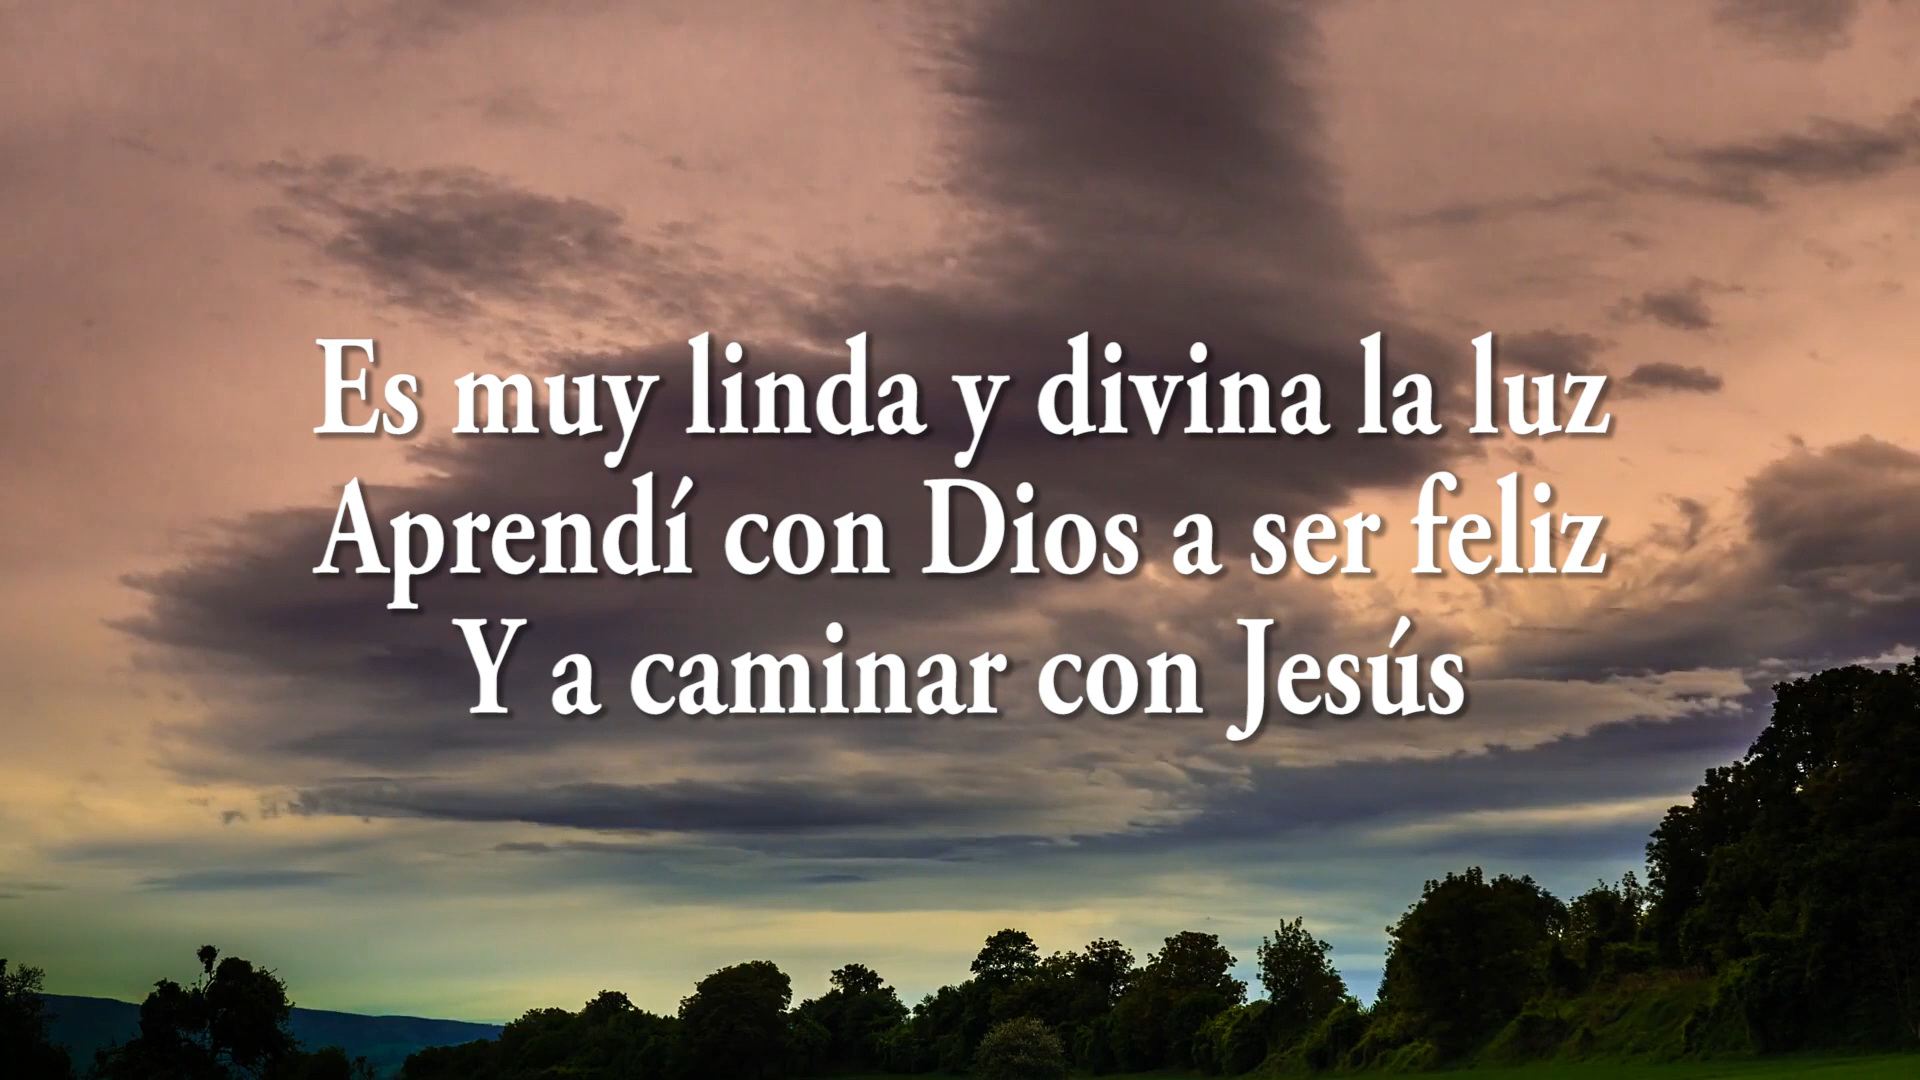 Es muy linda y divina la luz
Aprendí con Dios a ser feliz
Y a caminar con Jesús